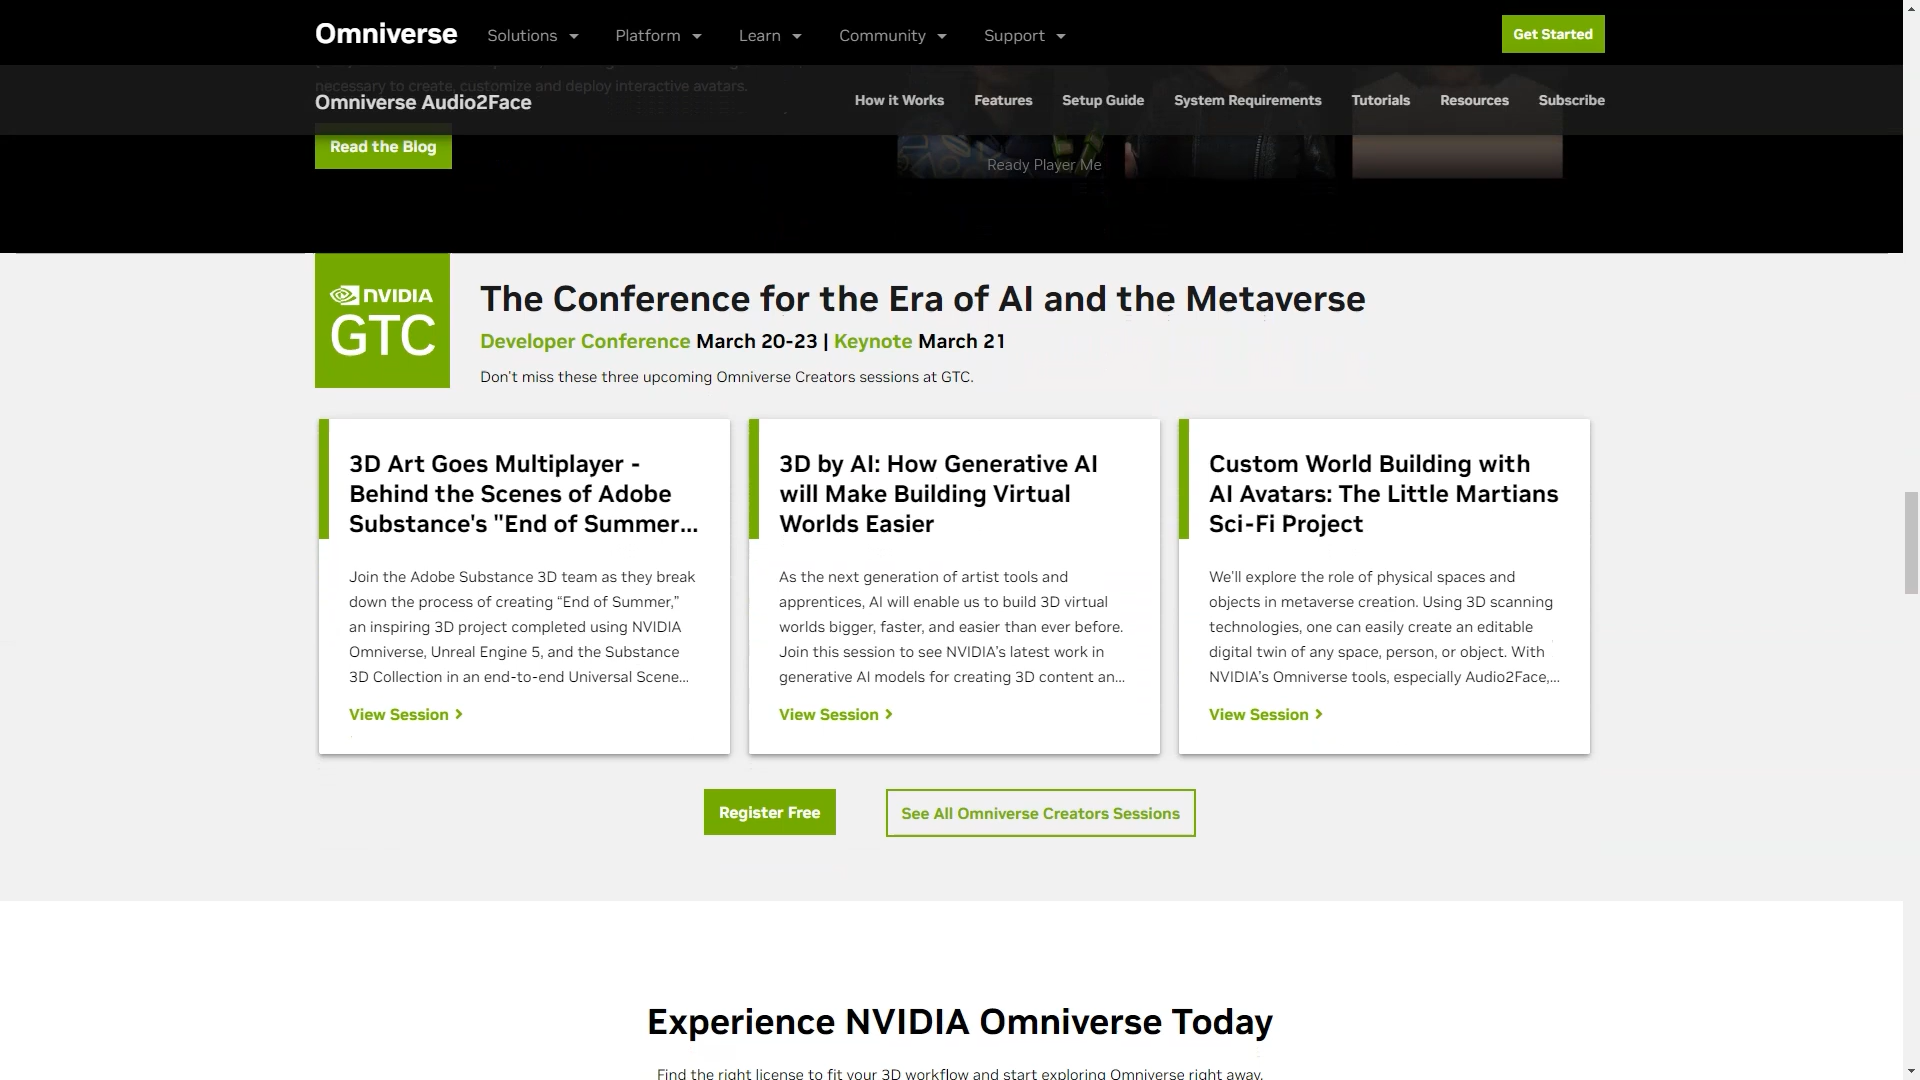 Omniverse Solutions Platform Learn Community Support Get Started
necessary to create, customize and deploy interactive avatars.
Omniverse Audio2Face How it Works Features Setup Guide System Requirements Tutorials Resources Subscribe
Read the Blog
Ready Player Me
NVIDIA
GTC
The Conference for the Era of AI and the Metaverse
Developer Conference March 20-23 | Keynote March 21
Don't miss these three upcoming Omniverse Creators sessions at GTC.
3D Art Goes Multiplayer -
Behind the Scenes of Adobe
Substance's "End of Summer...
Join the Adobe Substance 3D team as they break
down the process of creating “End of Summer,”
an inspiring 3D project completed using NVIDIA
Omniverse, Unreal Engine 5, and the Substance
3D Collection in an end-to-end Universal Scene...
View Session
3D by AI: How Generative AI
will Make Building Virtual
Worlds Easier
As the next generation of artist tools and
apprentices, AI will enable us to build 3D virtual
worlds bigger, faster, and easier than ever before.
Join this session to see NVIDIA’s latest work in
generative AI models for creating 3D content an...
View Session
Custom World Building with
AI Avatars: The Little Martians
Sci-Fi Project
We'll explore the role of physical spaces and
objects in metaverse creation. Using 3D scanning
technologies, one can easily create an editable
digital twin of any space, person, or object. With
NVIDIA’s Omniverse tools, especially Audio2Face,...
View Session
Register Free
See All Omniverse Creators Sessions
Experience NVIDIA Omniverse Today
Find the right license to fit your 3D workflow and start exploring Omniverse right away.